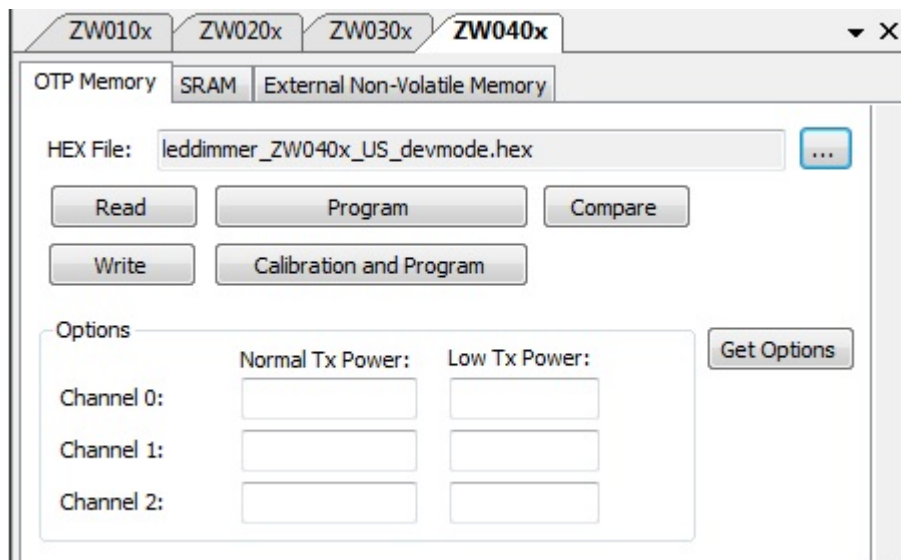 ZW010x ZW020x ZW030x ZW040x
OTP Memory SRAM External Non-Volatile Memory
HEX File: leddimmer_ZW040x_US_devmode.hex ...
Read Program Compare
Write Calibration and Program
Options
Get Options
Normal Tx Power: Low Tx Power:
Channel 0:
Channel 1:
Channel 2: